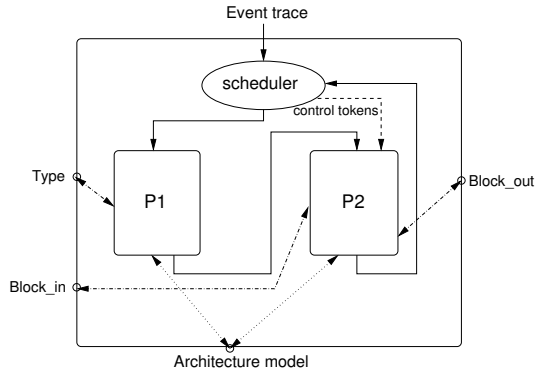 Event trace
scheduler
control tokens
Type
P1
P2
Block_out
Block_in
Architecture model